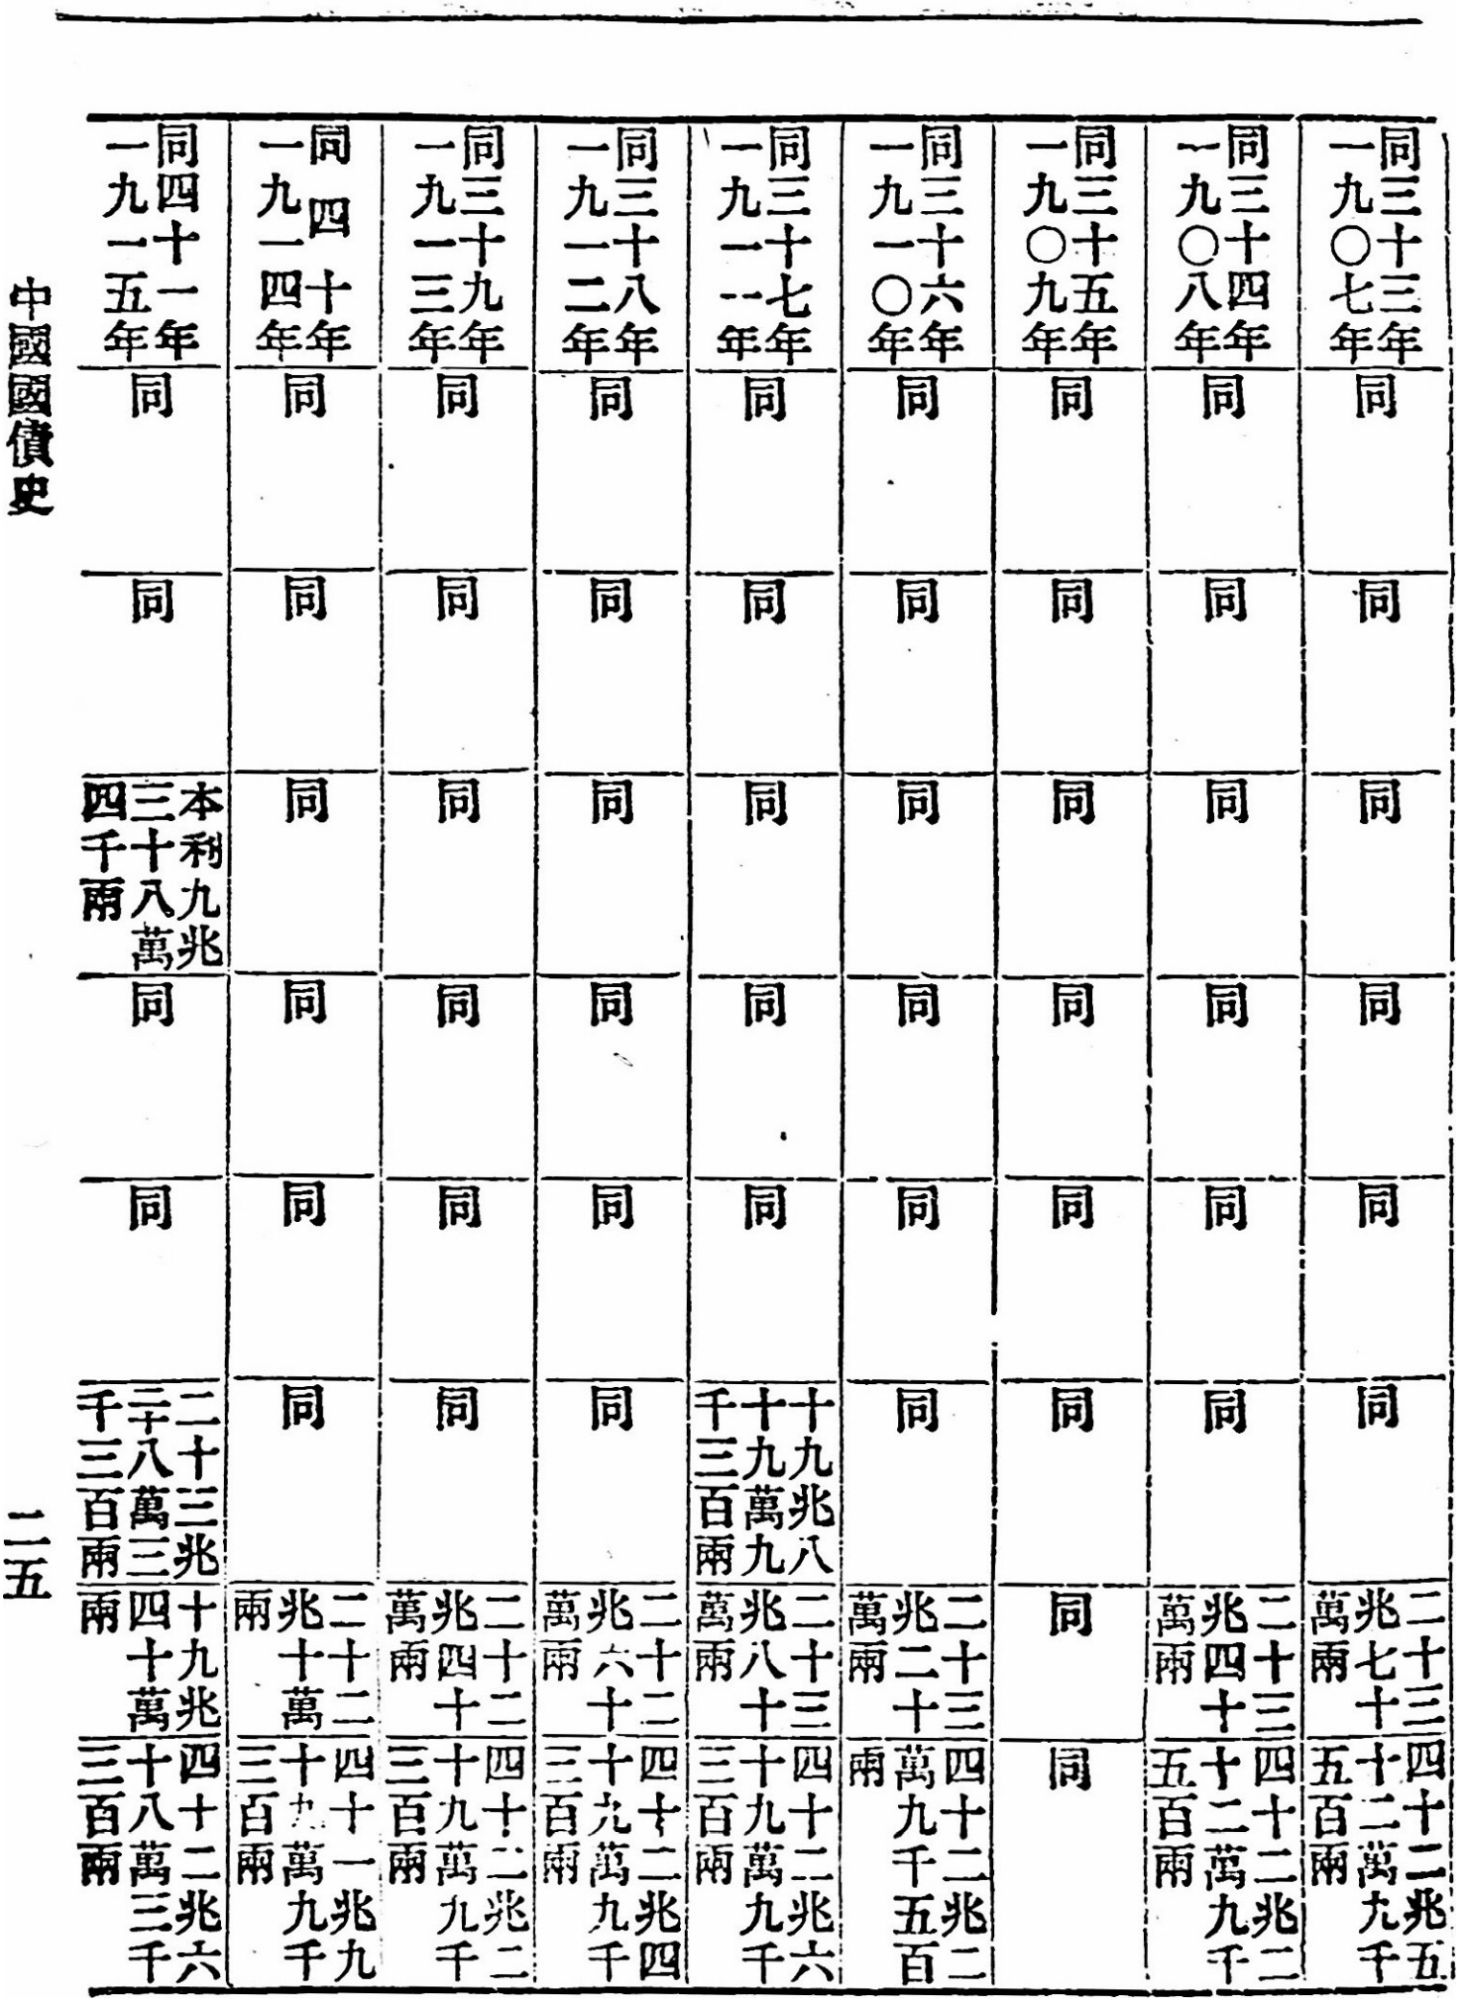 同三十三年
一九〇七年
同
同
同
同
同
同
二十三
兆七十
萬兩
四十二兆五
十二萬九千
五百兩
同三十四年
一九〇八年
同
同
同
同
同
同
二十三
兆四十
萬兩
四十二兆二
十二萬九千
五百兩
同三十五年
一九〇九年
同
同
同
同
同
同
同
同
同三十六年
一九一〇年
同
同
同
同
同
同
二十三
兆二十
萬兩
四十二兆二
萬九千五百
兩
同三十七年
一九一一年
同
同
同
同
同
十九兆八
十九萬九
千三百兩
二十三
兆八十
萬兩
四十二兆六
十九萬九千
三百兩
同三十八年
一九一二年
同
同
同
同
同
同
二十二
兆六十
萬兩
四十二兆四
十九萬九千
三百兩
同三十九年
一九一三年
同
同
同
同
同
同
二十二
兆四十
萬兩
四十二兆二
十九萬九千
三百兩
同四十年
一九一四年
同
同
同
同
同
同
二十二
兆十萬
兩
四十一兆九
十九萬九千
三百兩
同四十一年
一九一五年
同
同
本利九兆
三十八萬
四千兩
同
同
二十三兆
二十八萬三
千三百兩
十九兆
四十萬
兩
四十二兆六
十八萬三千
三百兩
中國國債史
二五